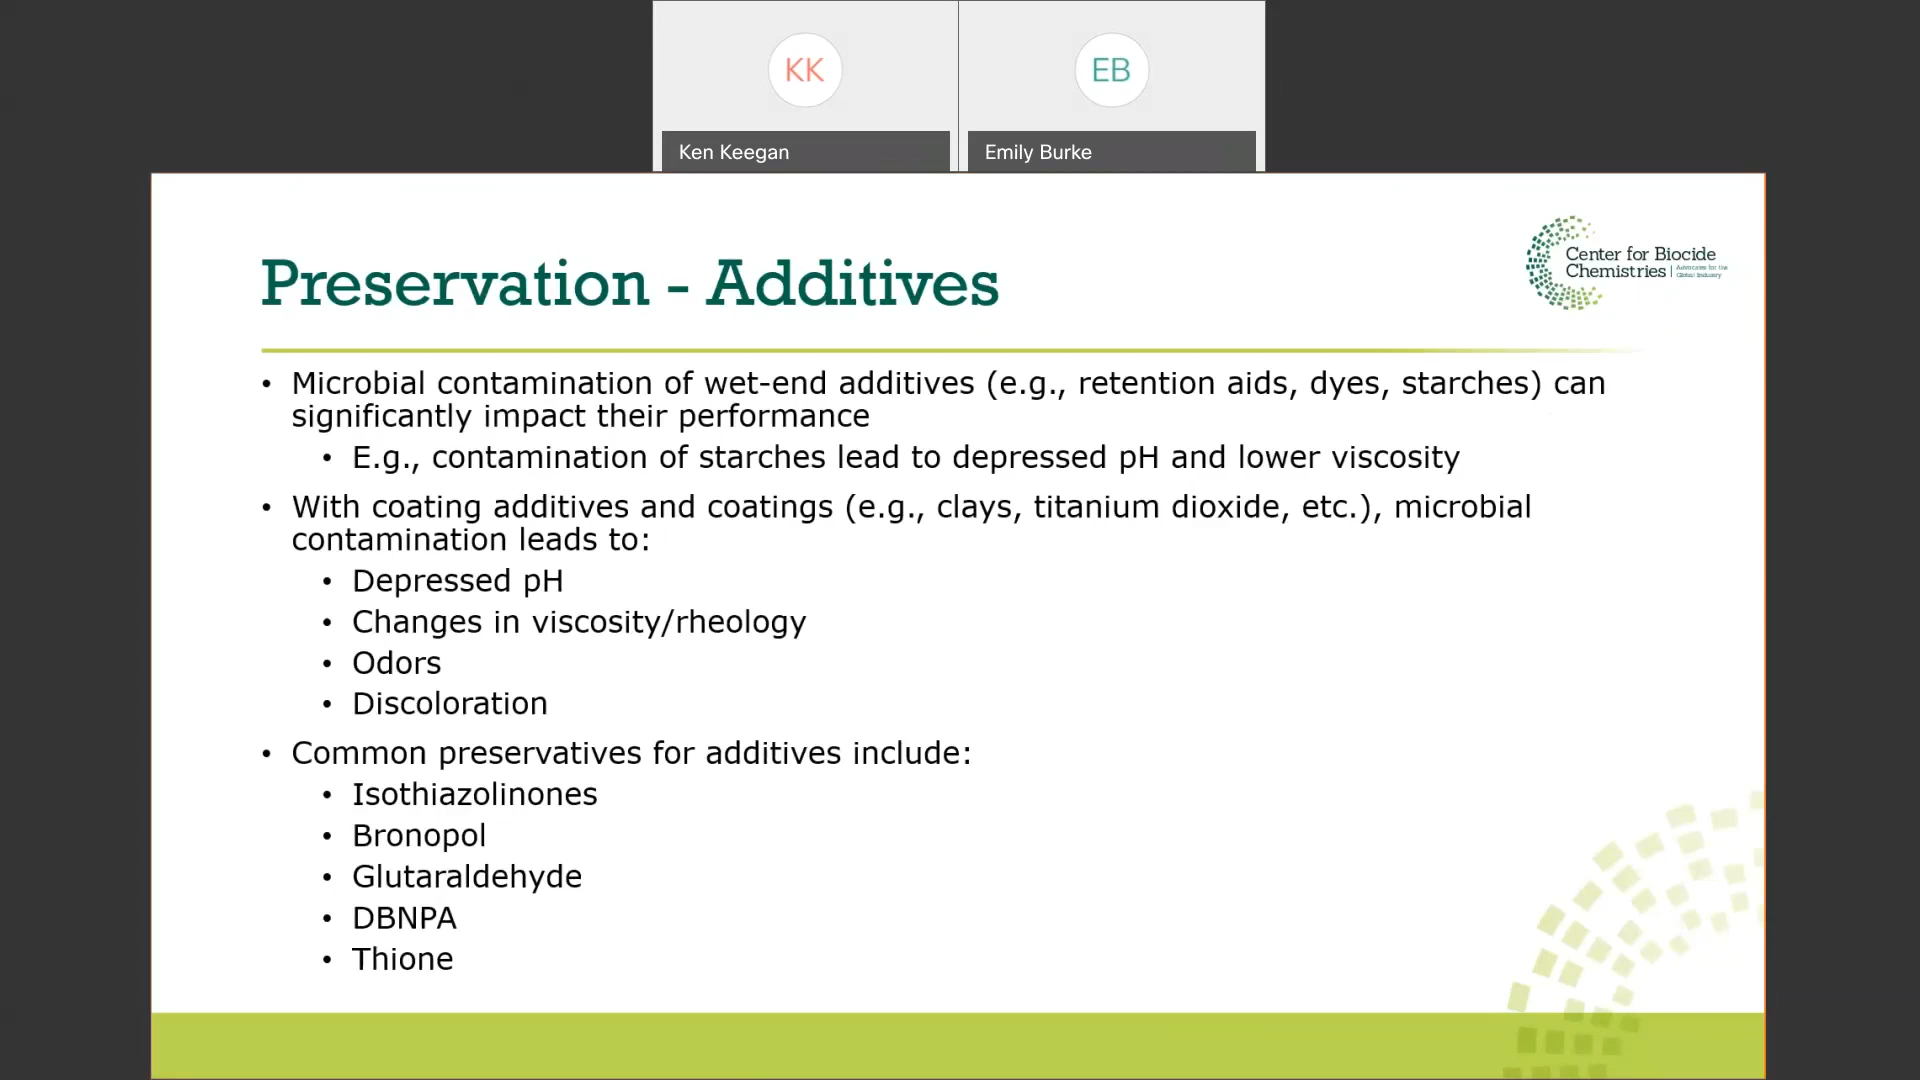 KK
EB
Ken Keegan
Emily Burke
Preservation - Additives
Center for Biocide
Chemistries | Advocates for the
Global Industry
• Microbial contamination of wet-end additives (e.g., retention aids, dyes, starches) can
significantly impact their performance
• E.g., contamination of starches lead to depressed pH and lower viscosity
• With coating additives and coatings (e.g., clays, titanium dioxide, etc.), microbial
contamination leads to:
• Depressed pH
• Changes in viscosity/rheology
• Odors
• Discoloration
• Common preservatives for additives include:
• Isothiazolinones
• Bronopol
• Glutaraldehyde
• DBNPA
• Thione